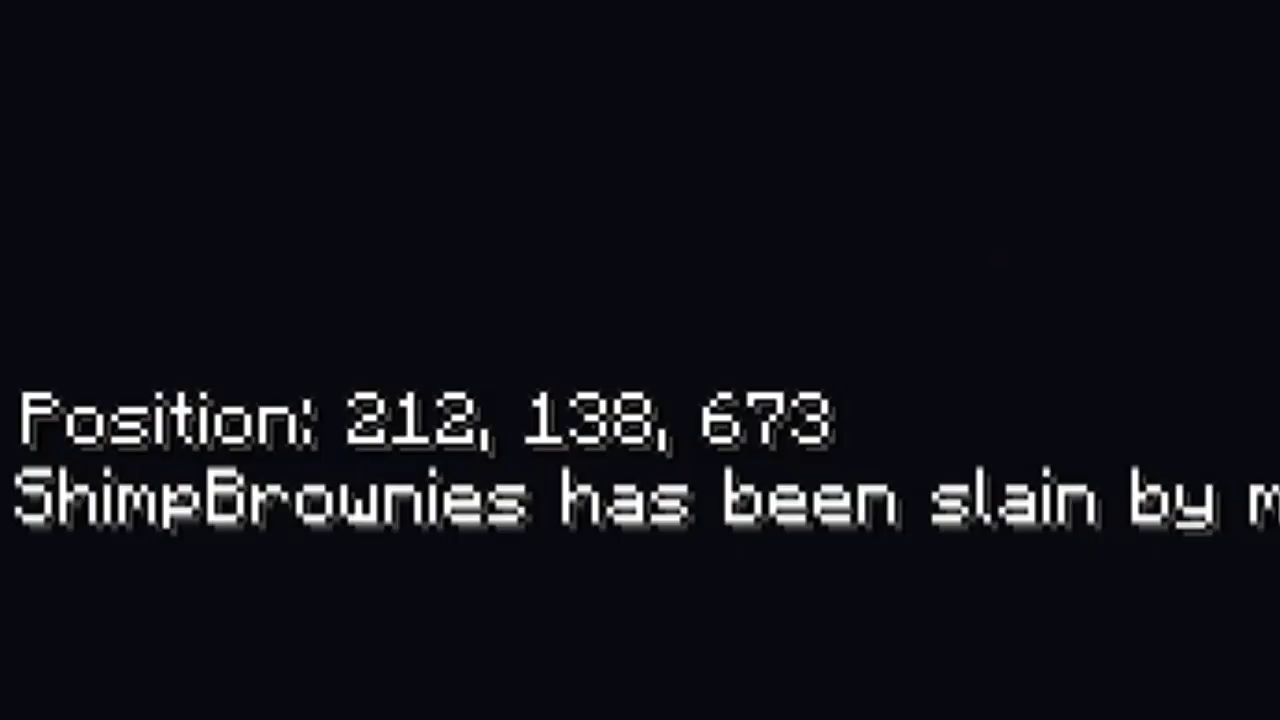 Position: 212, 138, 673
ShimpBrownies has been slain by